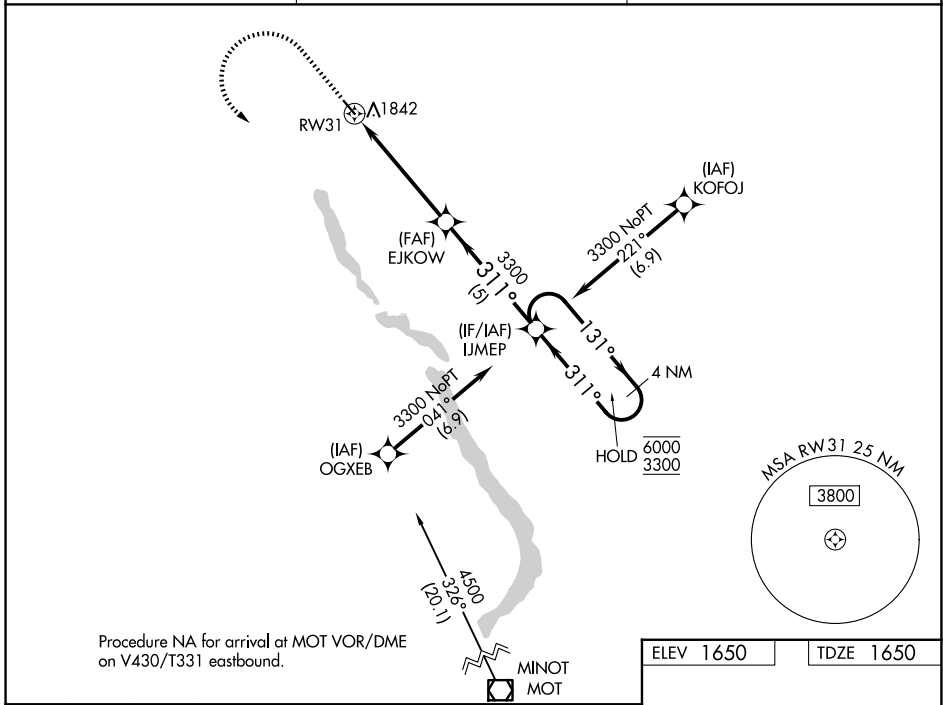 RW31
1842
(IAF)
KOFOJ
3300 NoPT
221°
(6.9)
(FAF)
EJKOW
3300
311°
(5)
(IF/IAF)
IJMEP
131°
311°
4 NM
HOLD
6000
3300
3300 NoPT
041°
(6.9)
(IAF)
OGXEB
MSA RW31 25 NM
3800
4500
326°
(20.1)
Procedure NA for arrival at MOT VOR/DME
on V430/T331 eastbound.
MINOT
MOT
ELEV 1650
TDZE 1650